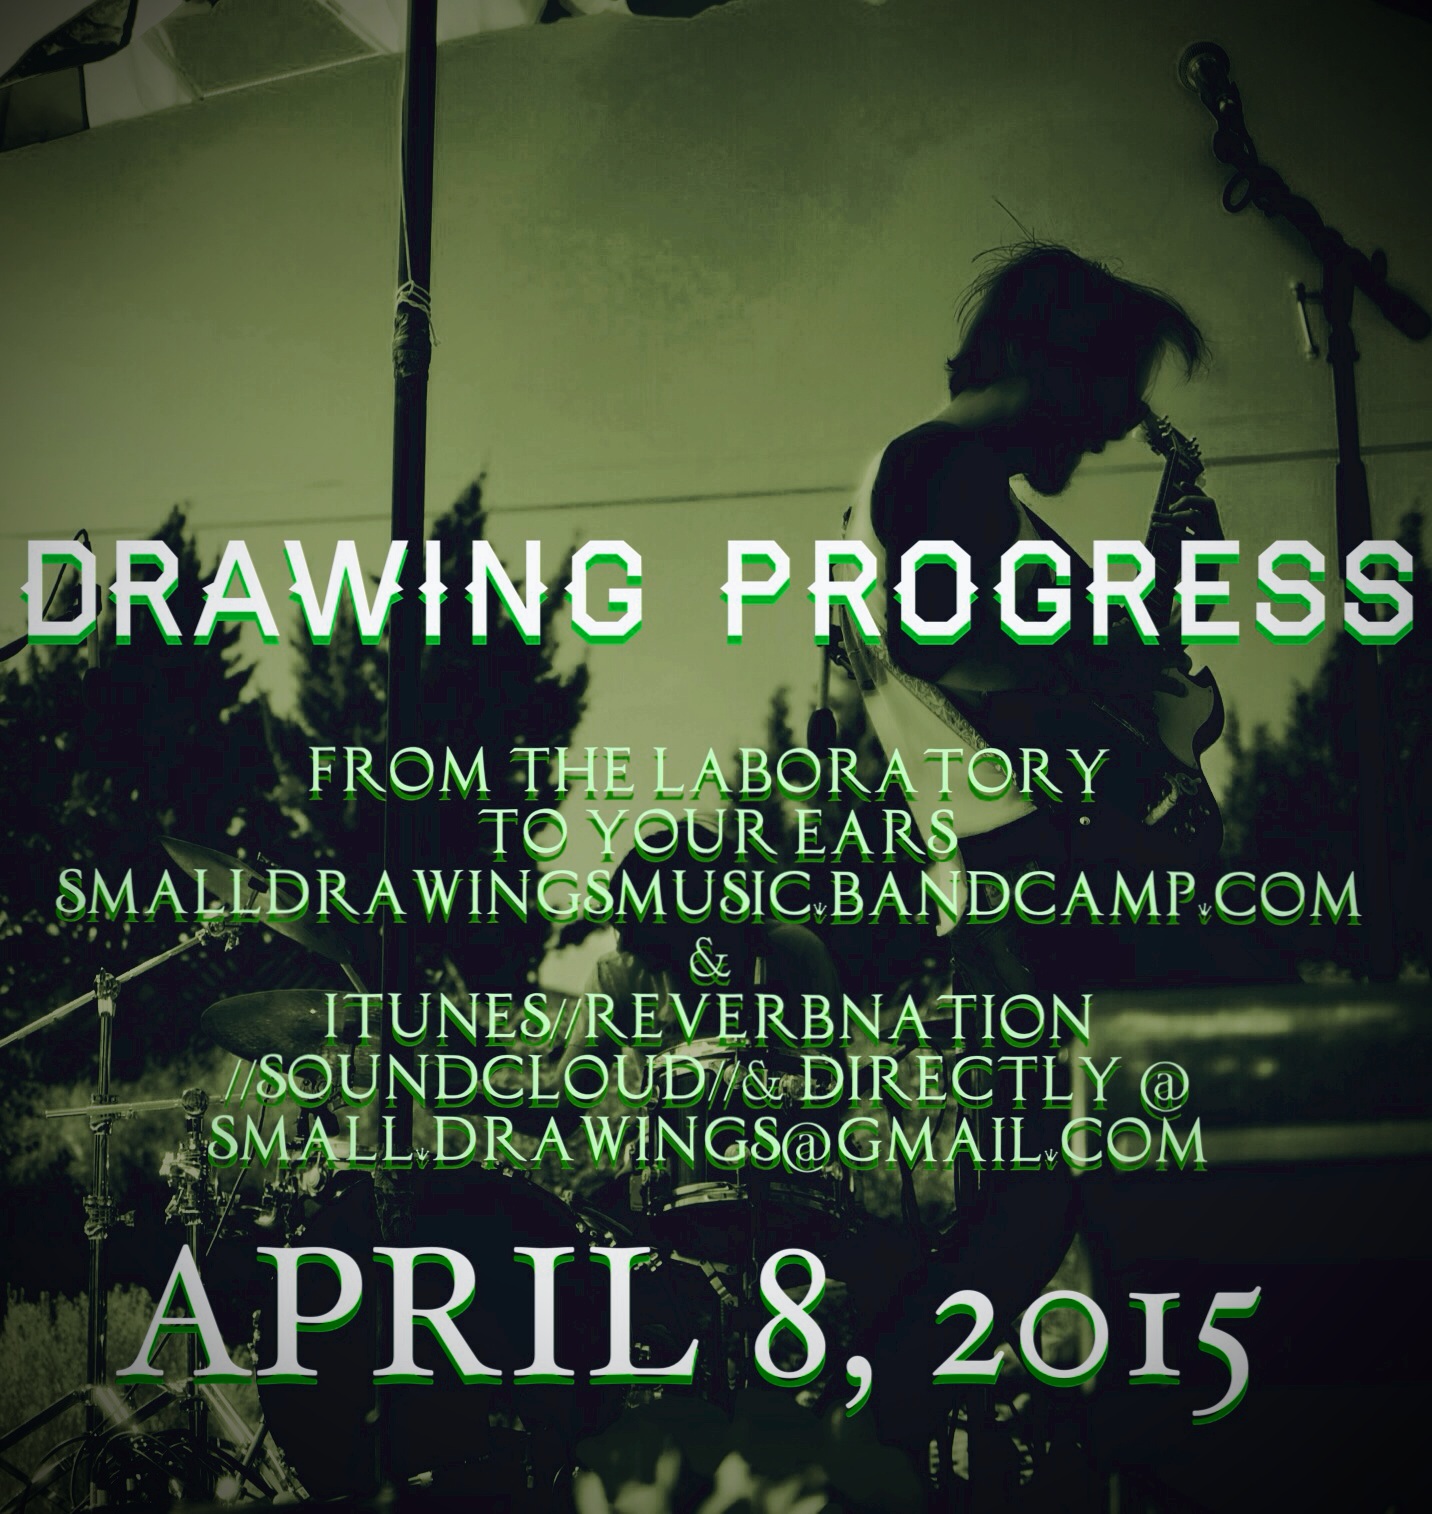 DRAWING PROGRESS
FROM THE LABORATORY
TO YOUR EARS
SMALLDRAWINGSMUSIC.BANDCAMP.COM
&
ITUNES//REVERBNATION
//SOUNDCLOUD//& DIRECTLY @
SMALL.DRAWINGS@GMAIL.COM
APRIL 8, 2015